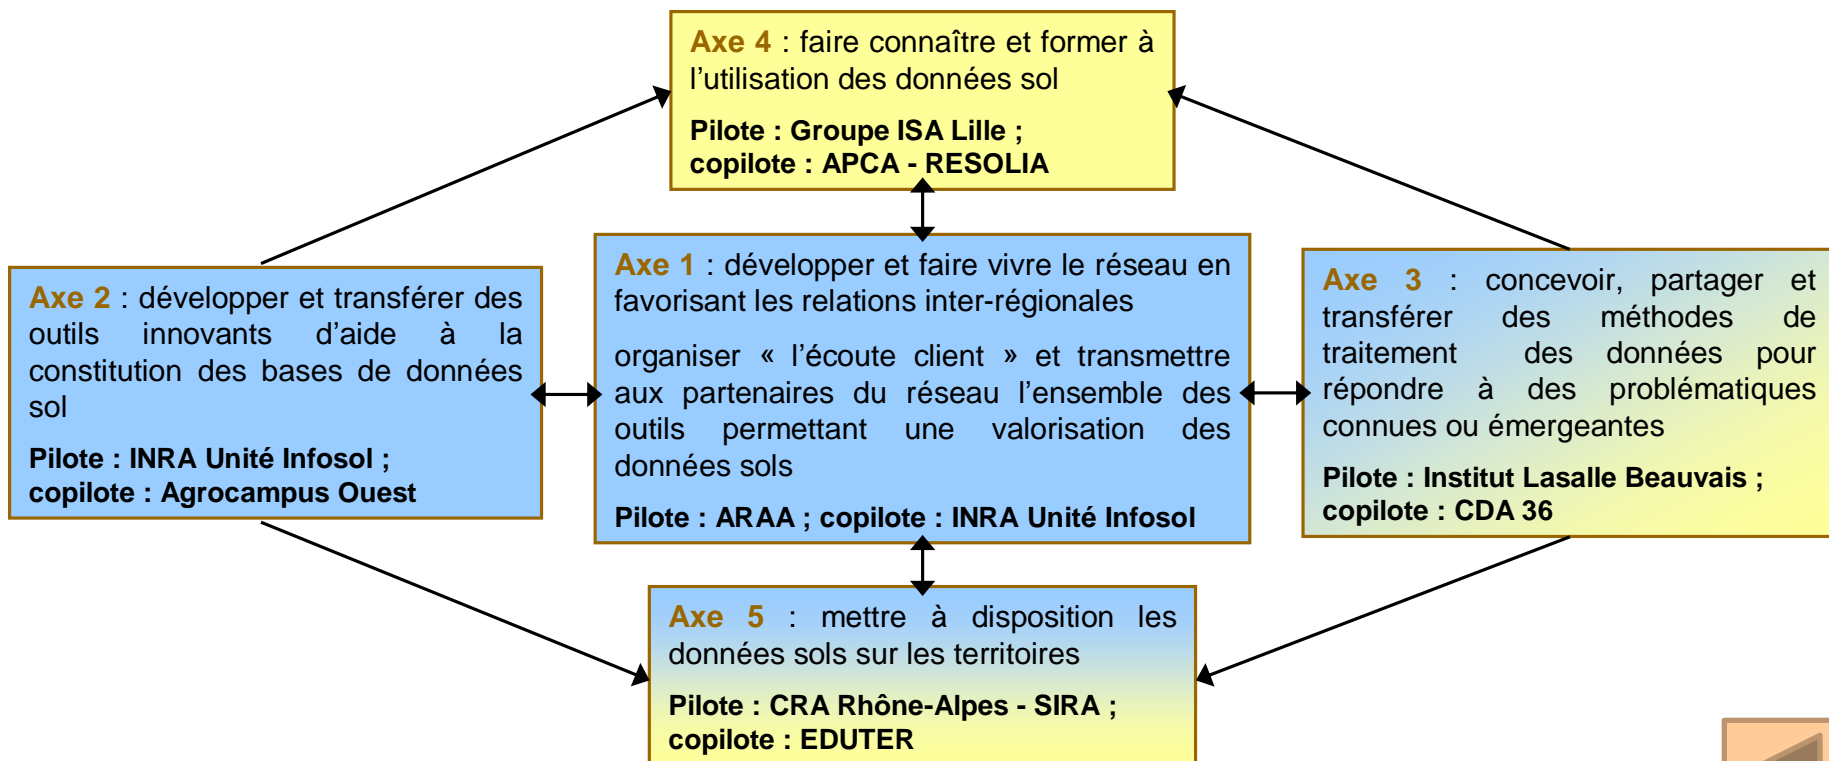 Axe 4 : faire connaître et former à
l'utilisation des données sol
Pilote : Groupe ISA Lille ;
copilote : APCA - RESOLIA
Axe 2 : développer et transférer des
outils innovants d'aide à la
constitution des bases de données
sol
Pilote : INRA Unité Infosol ;
copilote : Agrocampus Ouest
Axe 1 : développer et faire vivre le réseau en
favorisant les relations inter-régionales
organiser « l'écoute client » et transmettre
aux partenaires du réseau l'ensemble des
outils permettant une valorisation des
données sols
Pilote : ARAA ; copilote : INRA Unité Infosol
Axe 3 : concevoir, partager et
transférer des méthodes de
traitement des données pour
répondre à des problématiques
connues ou émergeantes
Pilote : Institut Lasalle Beauvais ;
copilote : CDA 36
Axe 5 : mettre à disposition les
données sols sur les territoires
Pilote : CRA Rhône-Alpes - SIRA ;
copilote : EDUTER